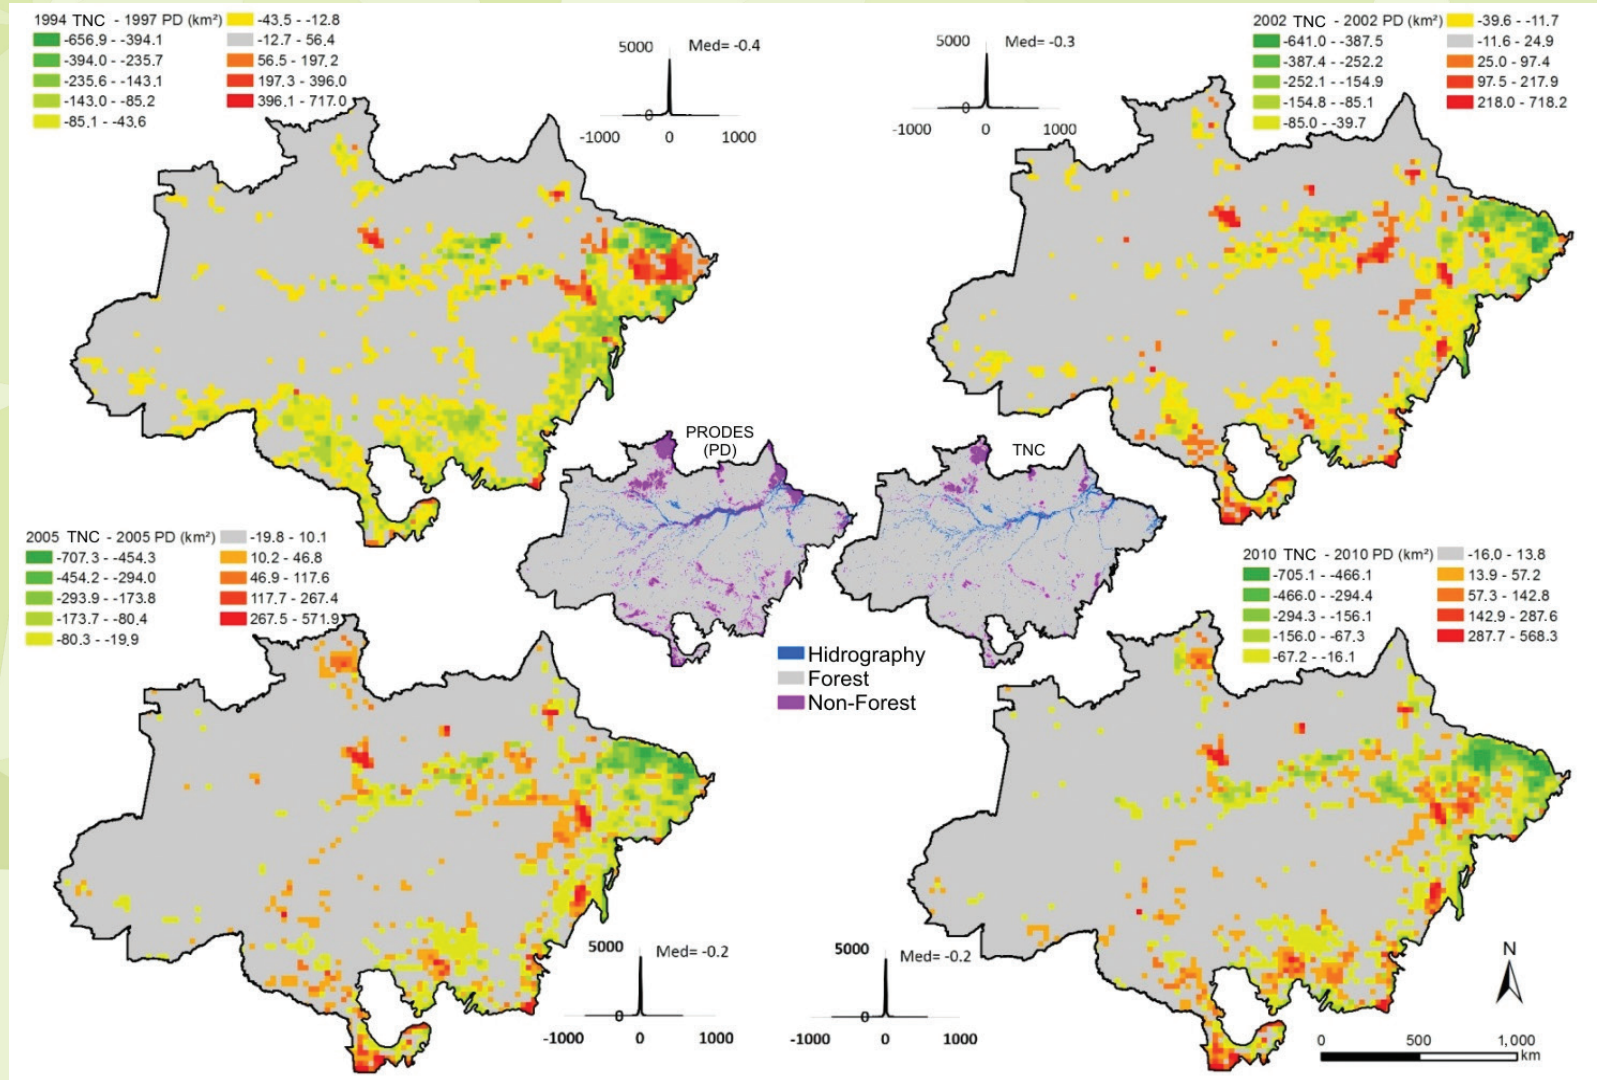 1994 TNC - 1997 PD (km²)
-656.9 - -394.1
-394.0 - -235.7
-235.6 - -143.1
-143.0 - -85.2
-85.1 - -43.6
-43.5 - -12.8
-12.7 - 56.4
56.5 - 197.2
197.3 - 396.0
396.1 - 717.0
5000
Med= -0.4
0
-1000 0 1000
5000
Med= -0.3
0
-1000 0 1000
2002 TNC - 2002 PD (km²)
-641.0 - -387.5
-387.4 - -252.2
-252.1 - -154.9
-154.8 - -85.1
-85.0 - -39.7
-39.6 - -11.7
-11.6 - 24.9
25.0 - 97.4
97.5 - 217.9
218.0 - 718.2
PRODES
(PD)
TNC
Hidrography
Forest
Non-Forest
2005 TNC - 2005 PD (km²)
-707.3 - -454.3
-454.2 - -294.0
-293.9 - -173.8
-173.7 - -80.4
-80.3 - -19.9
-19.8 - 10.1
10.2 - 46.8
46.9 - 117.6
117.7 - 267.4
267.5 - 571.9
2010 TNC - 2010 PD (km²)
-705.1 - -466.1
-466.0 - -294.4
-294.3 - -156.1
-156.0 - -67.3
-67.2 - -16.1
-16.0 - 13.8
13.9 - 57.2
57.3 - 142.8
142.9 - 287.6
287.7 - 568.3
5000
Med= -0.2
0
-1000 0 1000
5000
Med= -0.2
0
-1000 0 1000
N
0 500 1,000
km